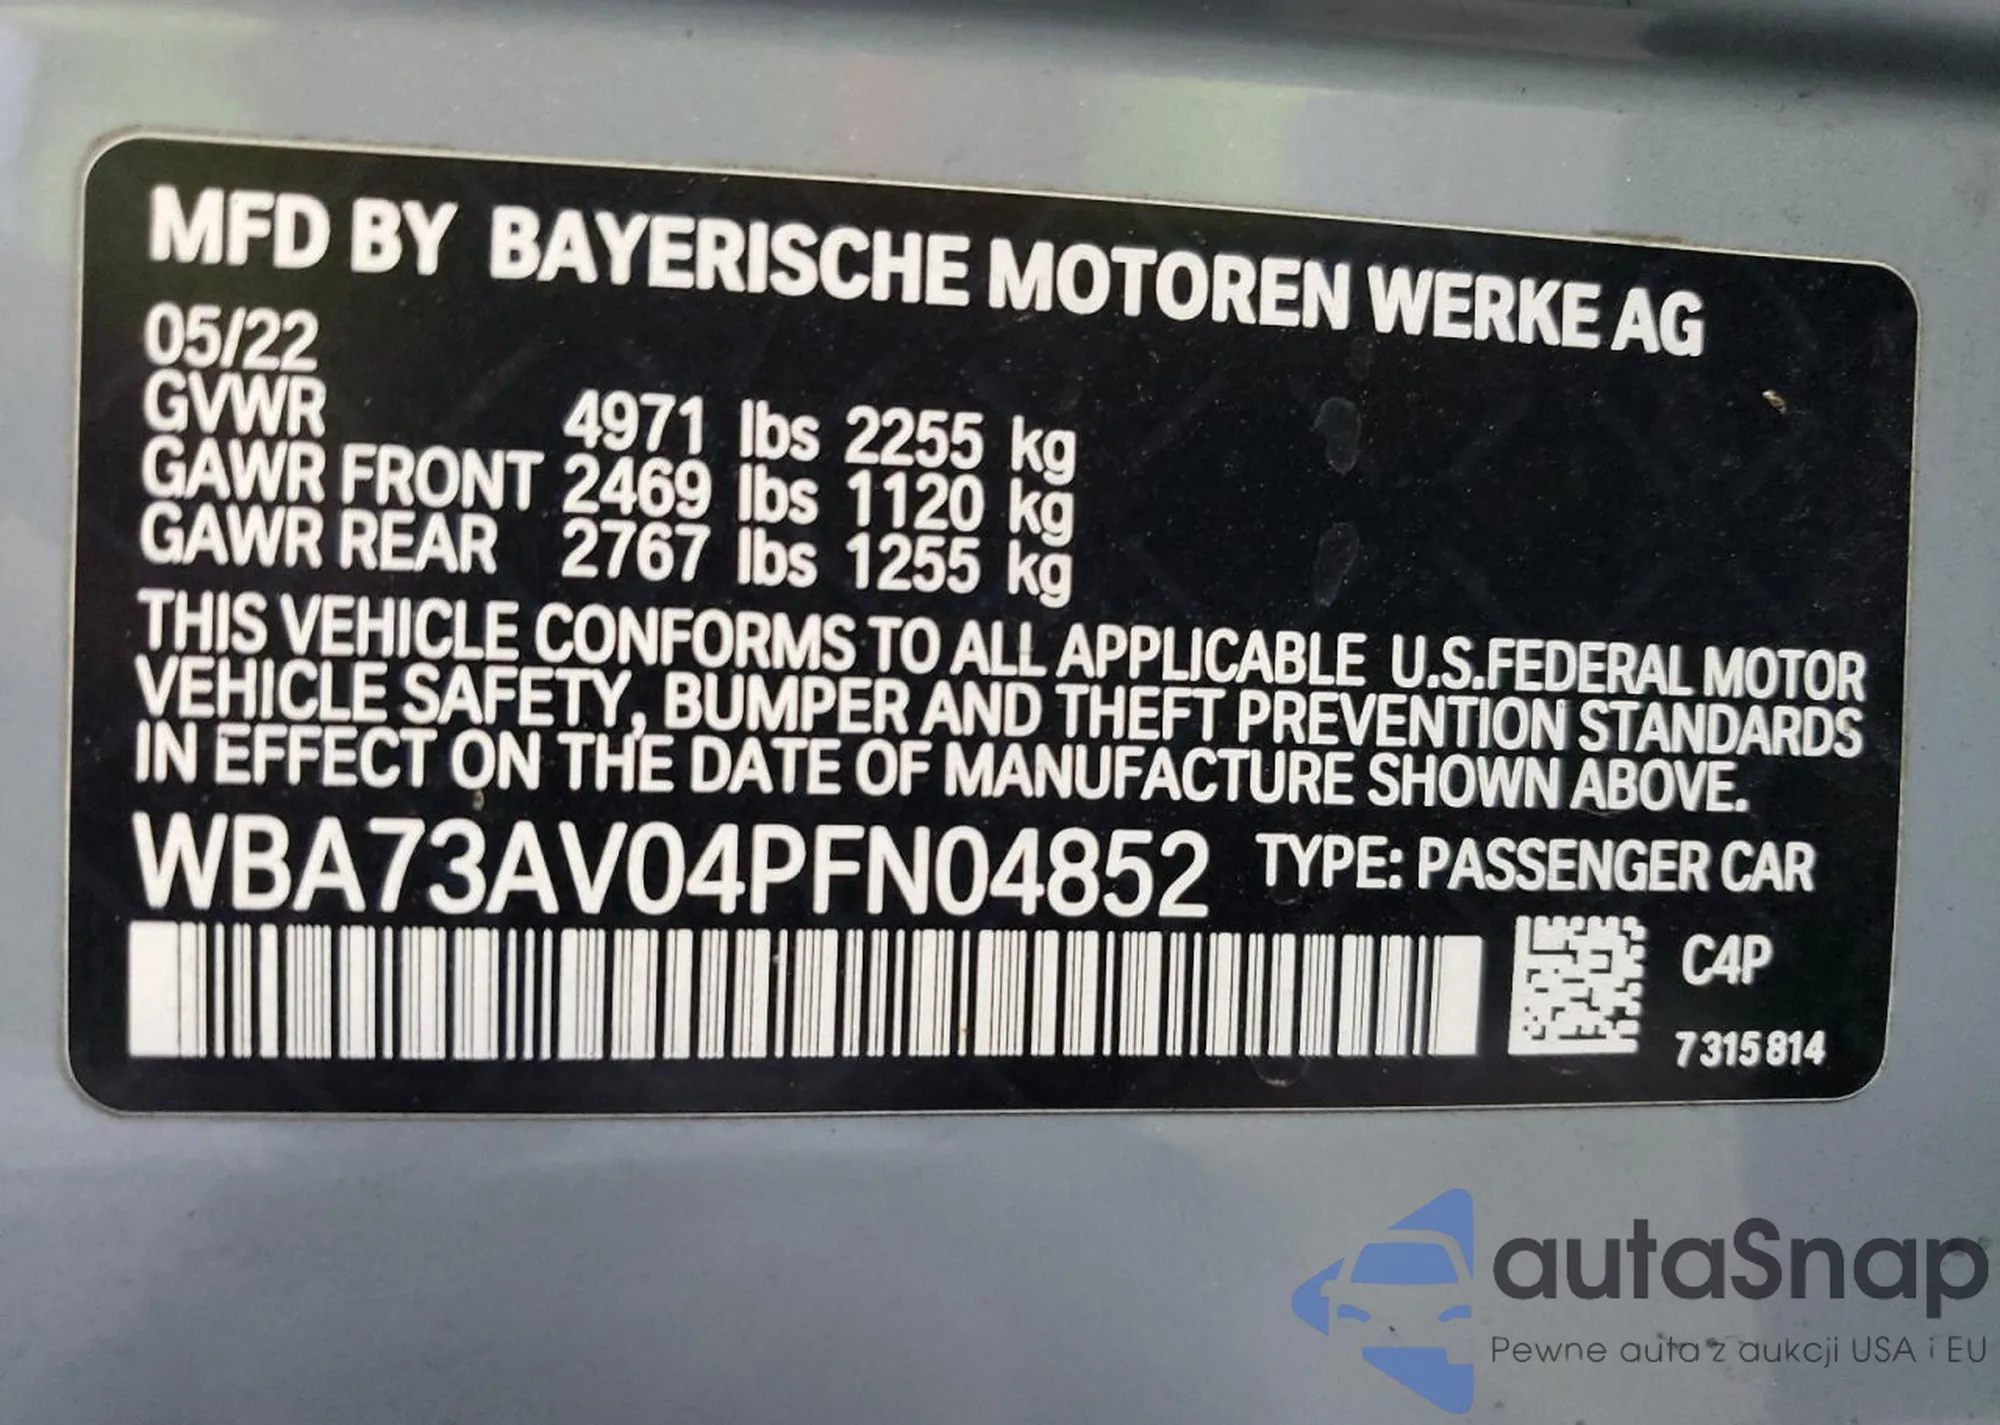 MFD BY BAYERISCHE MOTOREN WERKE AG
05/22
GVWR 4971 lbs 2255 kg
GAWR FRONT 2469 lbs 1120 kg
GAWR REAR 2767 lbs 1255 kg
THIS VEHICLE CONFORMS TO ALL APPLICABLE U.S.FEDERAL MOTOR
VEHICLE SAFETY, BUMPER AND THEFT PREVENTION STANDARDS
IN EFFECT ON THE DATE OF MANUFACTURE SHOWN ABOVE.
WBA73AV04PFN04852 TYPE: PASSENGER CAR
C4P
7315814
autaSnap
Pewne auta z aukcji USA i EU